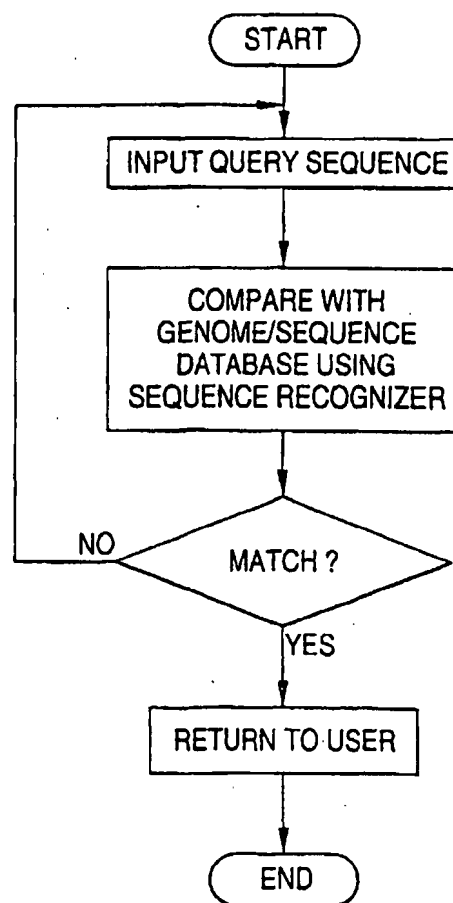 START
INPUT QUERY SEQUENCE
COMPARE WITH
GENOME/SEQUENCE
DATABASE USING
SEQUENCE RECOGNIZER
NO
MATCH ?
YES
RETURN TO USER
END